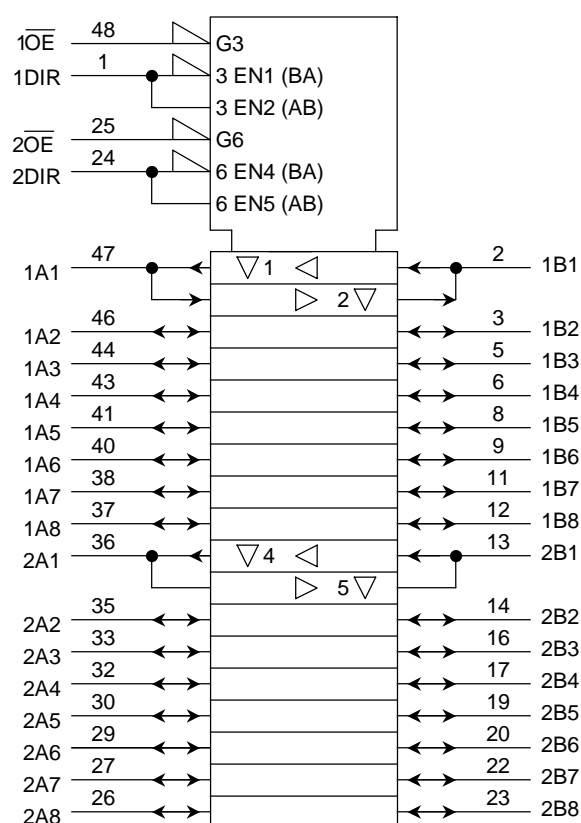 1O̅E̅ 48 G3
1DIR 1 3 EN1 (BA)
3 EN2 (AB)
2O̅E̅ 25 G6
2DIR 24 6 EN4 (BA)
6 EN5 (AB)
1A1 47 1 2 1B1
2
1A2 46 3 1B2
1A3 44 5 1B3
1A4 43 6 1B4
1A5 41 8 1B5
1A6 40 9 1B6
1A7 38 11 1B7
1A8 37 12 1B8
2A1 36 4 13 2B1
5
2A2 35 14 2B2
2A3 33 16 2B3
2A4 32 17 2B4
2A5 30 19 2B5
2A6 29 20 2B6
2A7 27 22 2B7
2A8 26 23 2B8